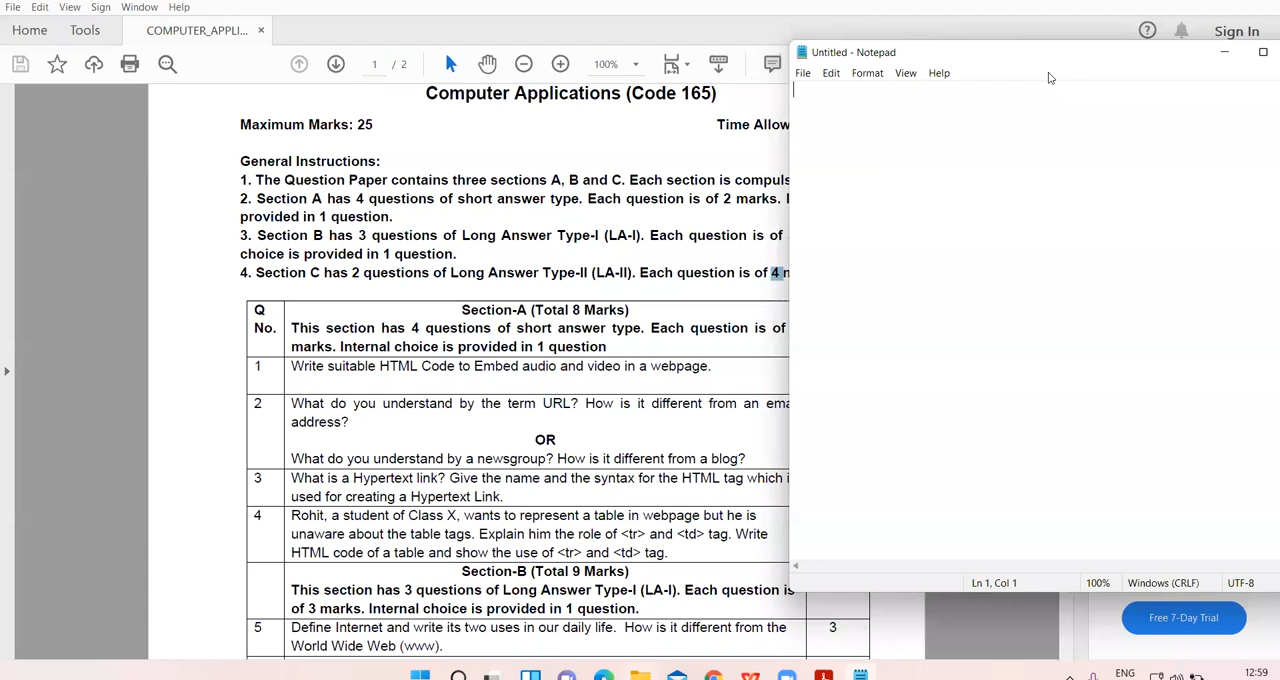 File Edit View Sign Window Help
Home Tools COMPUTER_APPLI... × Sign In
1 / 2 100%
Computer Applications (Code 165)
Maximum Marks: 25 Time Allow
General Instructions:
1. The Question Paper contains three sections A, B and C. Each section is compuls
2. Section A has 4 questions of short answer type. Each question is of 2 marks.
provided in 1 question.
3. Section B has 3 questions of Long Answer Type-I (LA-I). Each question is of
choice is provided in 1 question.
4. Section C has 2 questions of Long Answer Type-II (LA-II). Each question is of 4
Q Section-A (Total 8 Marks)
No. This section has 4 questions of short answer type. Each question is of
marks. Internal choice is provided in 1 question
1 Write suitable HTML Code to Embed audio and video in a webpage.
2 What do you understand by the term URL? How is it different from an ema
address?
OR
What do you understand by a newsgroup? How is it different from a blog?
3 What is a Hypertext link? Give the name and the syntax for the HTML tag which
used for creating a Hypertext Link.
4 Rohit, a student of Class X, wants to represent a table in webpage but he is
unaware about the table tags. Explain him the role of <tr> and <td> tag. Write
HTML code of a table and show the use of <tr> and <td> tag.
Section-B (Total 9 Marks)
This section has 3 questions of Long Answer Type-I (LA-I). Each question is
of 3 marks. Internal choice is provided in 1 question.
5 Define Internet and write its two uses in our daily life. How is it different from the 3
World Wide Web (www).
Untitled - Notepad
File Edit Format View Help
Ln 1, Col 1 100% Windows (CRLF) UTF-8
Free 7-Day Trial
ENG 12:59